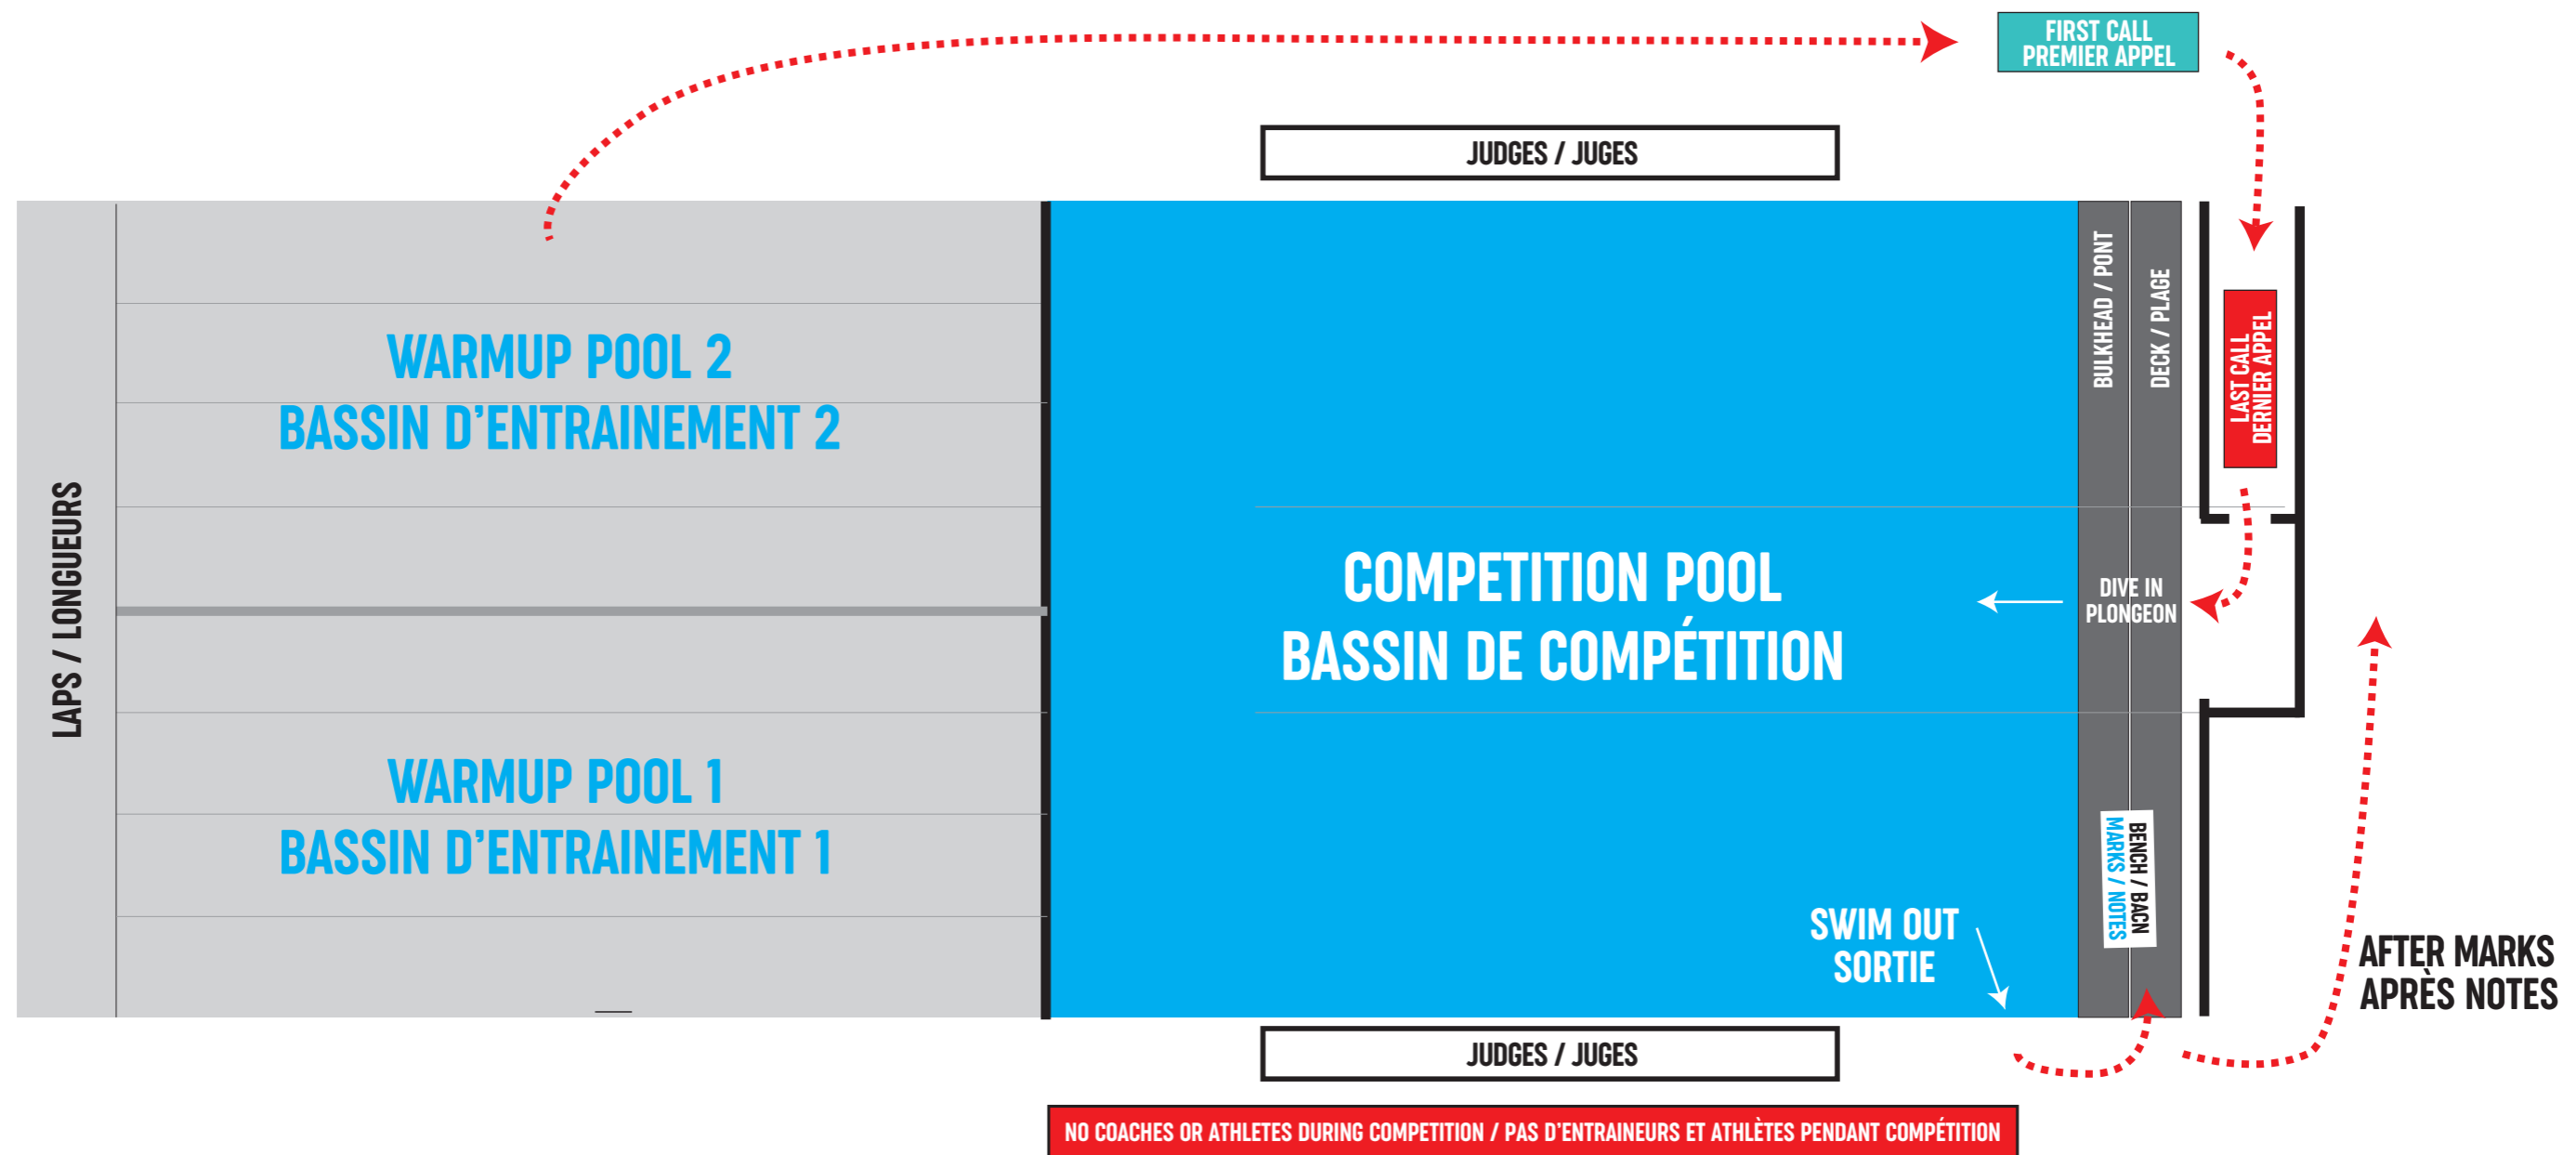 FIRST CALL
PREMIER APPEL
JUDGES / JUGES
LAPS / LONGUEURS
WARMUP POOL 2
BASSIN D'ENTRAINEMENT 2
WARMUP POOL 1
BASSIN D'ENTRAINEMENT 1
COMPETITION POOL
BASSIN DE COMPÉTITION
BULKHEAD / PONT
DECK / PLAGE
LAST CALL
DERNIER APPEL
DIVE IN
PLONGEON
BENCH / BACN
MARKS / NOTES
SWIM OUT
SORTIE
AFTER MARKS
APRÈS NOTES
JUDGES / JUGES
NO COACHES OR ATHLETES DURING COMPETITION / PAS D'ENTRAINEURS ET ATHLÈTES PENDANT COMPÉTITION